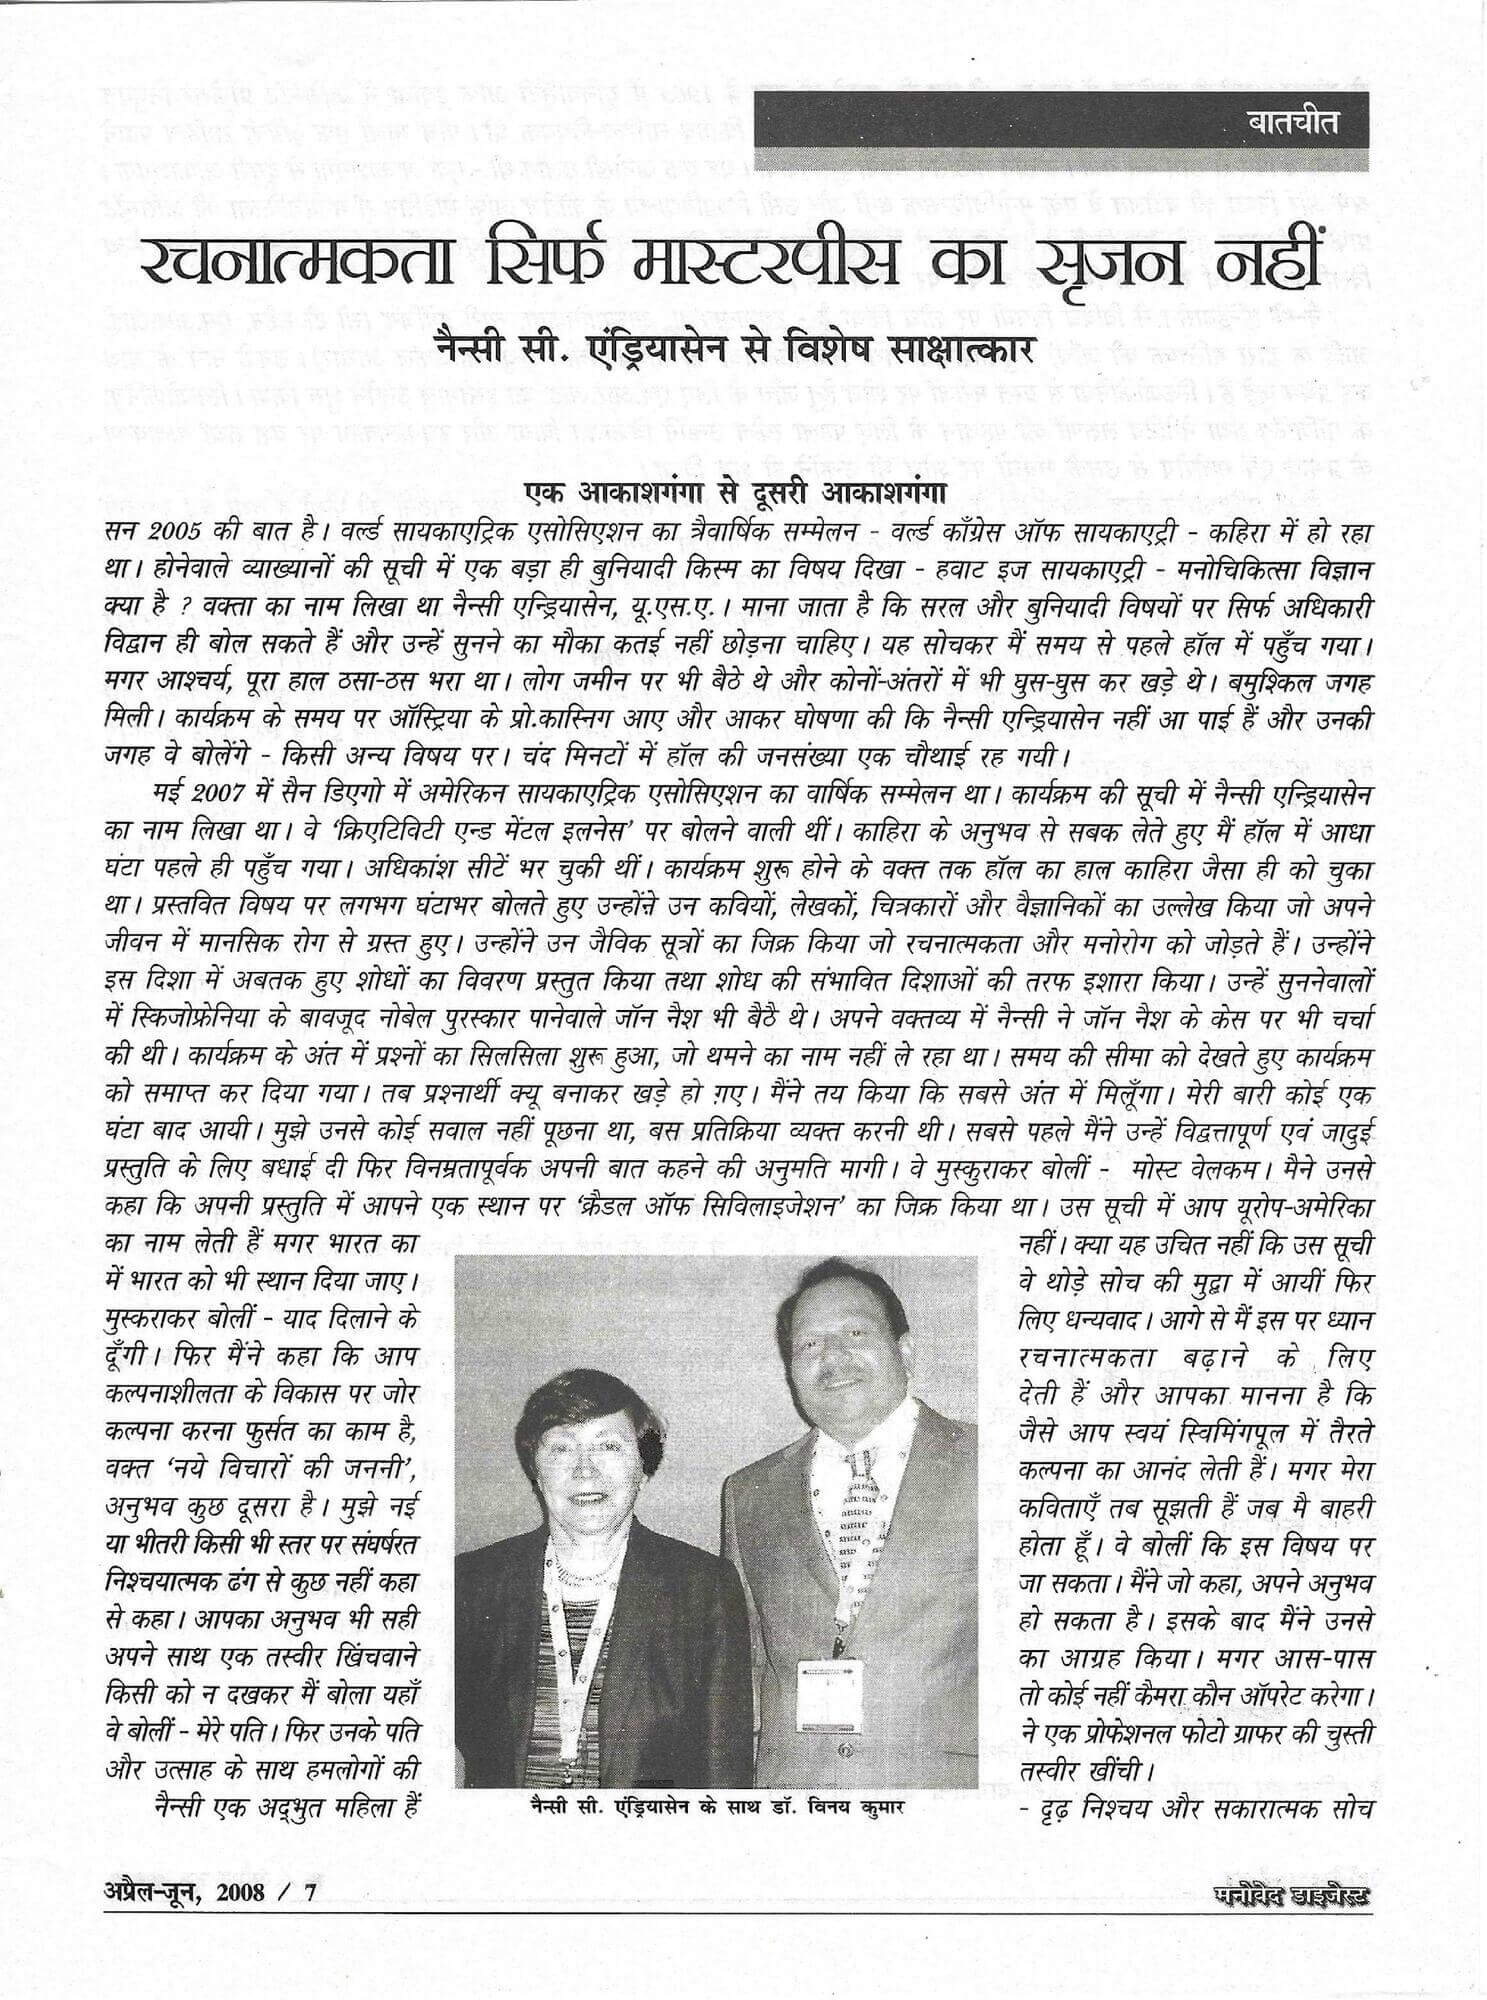 बातचीत
रचनात्मकता सिर्फ मास्टरपीस का सृजन नहीं
नैन्सी सी. एंड्रियासेन से विशेष साक्षात्कार
एक आकाशगंगा से दूसरी आकाशगंगा
सन 2005 की बात है। वर्ल्ड सायकाएट्रिक एसोसिएशन का त्रैवार्षिक सम्मेलन - वर्ल्ड काँग्रेस ऑफ सायकाएट्री - कहिरा में हो रहा
था। होनेवाले व्याख्यानों की सूची में एक बड़ा ही बुनियादी किस्म का विषय दिखा - हवाट इज सायकाएट्री - मनोचिकित्सा विज्ञान
क्या है ? वक्ता का नाम लिखा था नैन्सी एन्ड्रियासेन, यू.एस.ए.। माना जाता है कि सरल और बुनियादी विषयों पर सिर्फ अधिकारी
विद्वान ही बोल सकते हैं और उन्हें सुनने का मौका कतई नहीं छोड़ना चाहिए। यह सोचकर मैं समय से पहले हॉल में पहुँच गया।
मगर आश्चर्य, पूरा हाल ठसा-ठस भरा था। लोग जमीन पर भी बैठे थे और कोनों-अंतरों में भी घुस-घुस कर खड़े थे। बमुश्किल जगह
मिली। कार्यक्रम के समय पर ऑस्ट्रिया के प्रो.कास्निग आए और आकर घोषणा की कि नैन्सी एन्ड्रियासेन नहीं आ पाई हैं और उनकी
जगह वे बोलेंगे - किसी अन्य विषय पर। चंद मिनटों में हॉल की जनसंख्या एक चौथाई रह गयी।
मई 2007 में सैन डिएगो में अमेरिकन सायकाएट्रिक एसोसिएशन का वार्षिक सम्मेलन था। कार्यक्रम की सूची में नैन्सी एन्ड्रियासेन
का नाम लिखा था। वे ‘क्रिएटिविटी एन्ड मेंटल इलनेस’ पर बोलने वाली थीं। काहिरा के अनुभव से सबक लेते हुए मैं हॉल में आधा
घंटा पहले ही पहुँच गया। अधिकांश सीटें भर चुकी थीं। कार्यक्रम शुरू होने के वक्त तक हॉल का हाल काहिरा जैसा ही को चुका
था। प्रस्तवित विषय पर लगभग घंटाभर बोलते हुए उन्होंने उन कवियों, लेखकों, चित्रकारों और वैज्ञानिकों का उल्लेख किया जो अपने
जीवन में मानसिक रोग से ग्रस्त हुए। उन्होंने उन जैविक सूत्रों का जिक्र किया जो रचनात्मकता और मनोरोग को जोड़ते हैं। उन्होंने
इस दिशा में अबतक हुए शोधों का विवरण प्रस्तुत किया तथा शोध की संभावित दिशाओं की तरफ इशारा किया। उन्हें सुननेवालों
में स्किजोफ्रेनिया के बावजूद नोबेल पुरस्कार पानेवाले जॉन नैश भी बैठे थे। अपने वक्तव्य में नैन्सी ने जॉन नैश के केस पर भी चर्चा
की थी। कार्यक्रम के अंत में प्रश्नों का सिलसिला शुरू हुआ, जो थमने का नाम नहीं ले रहा था। समय की सीमा को देखते हुए कार्यक्रम
को समाप्त कर दिया गया। तब प्रश्नार्थी क्यू बनाकर खड़े हो गए। मैंने तय किया कि सबसे अंत में मिलूँगा। मेरी बारी कोई एक
घंटा बाद आयी। मुझे उनसे कोई सवाल नहीं पूछना था, बस प्रतिक्रिया व्यक्त करनी थी। सबसे पहले मैंने उन्हें विद्वत्तापूर्ण एवं जादुई
प्रस्तुति के लिए बधाई दी फिर विनम्रतापूर्वक अपनी बात कहने की अनुमति मागी। वे मुस्कुराकर बोलीं - मोस्ट वेलकम। मैने उनसे
कहा कि अपनी प्रस्तुति में आपने एक स्थान पर ‘क्रैडल ऑफ सिविलाइजेशन’ का जिक्र किया था। उस सूची में आप यूरोप-अमेरिका
का नाम लेती हैं मगर भारत का नहीं। क्या यह उचित नहीं कि उस सूची
में भारत को भी स्थान दिया जाए। वे थोड़े सोच की मुद्रा में आयीं फिर
मुस्कराकर बोलीं - याद दिलाने के लिए धन्यवाद। आगे से मैं इस पर ध्यान
दूँगी। फिर मैंने कहा कि आप रचनात्मकता बढ़ाने के लिए
कल्पनाशीलता के विकास पर जोर देती हैं और आपका मानना है कि
कल्पना करना फुर्सत का काम है, जैसे आप स्वयं स्विमिंगपूल में तैरते
वक्त ‘नये विचारों की जननी’, कल्पना का आनंद लेती हैं। मगर मेरा
अनुभव कुछ दूसरा है। मुझे नई कविताएँ तब सूझती हैं जब मै बाहरी
या भीतरी किसी भी स्तर पर संघर्षरत होता हूँ। वे बोलीं कि इस विषय पर
निश्चयात्मक ढंग से कुछ नहीं कहा जा सकता। मैंने जो कहा, अपने अनुभव
से कहा। आपका अनुभव भी सही हो सकता है। इसके बाद मैंने उनसे
अपने साथ एक तस्वीर खिंचवाने का आग्रह किया। मगर आस-पास
किसी को न दखकर मैं बोला यहाँ तो कोई नहीं कैमरा कौन ऑपरेट करेगा।
वे बोलीं - मेरे पति। फिर उनके पति ने एक प्रोफेशनल फोटो ग्राफर की चुस्ती
और उत्साह के साथ हमलोगों की तस्वीर खींची।
नैन्सी एक अद्भुत महिला हैं - दृढ़ निश्चय और सकारात्मक सोच
नैन्सी सी. एंड्रियासेन के साथ डॉ. विनय कुमार
अप्रैल-जून, 2008 / 7
मनोवेद डाइजेस्ट